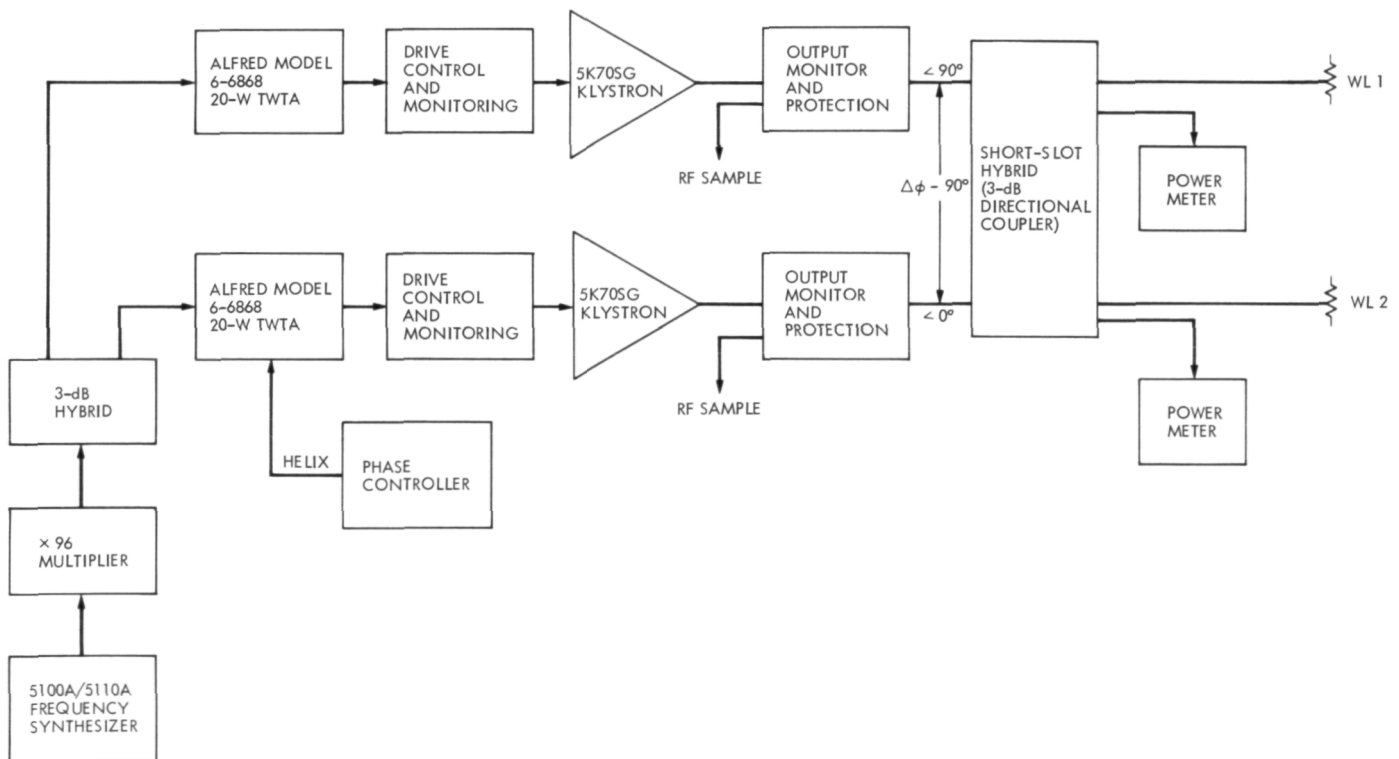 ALFRED MODEL
6-6868
20-W TWTA
DRIVE
CONTROL
AND
MONITORING
5K70SG
KLYSTRON
OUTPUT
MONITOR
AND
PROTECTION
< 90°
RF SAMPLE
SHORT-SLOT
HYBRID
(3-dB
DIRECTIONAL
COUPLER)
WL 1
POWER
METER
Δφ - 90°
ALFRED MODEL
6-6868
20-W TWTA
DRIVE
CONTROL
AND
MONITORING
5K70SG
KLYSTRON
OUTPUT
MONITOR
AND
PROTECTION
< 0°
RF SAMPLE
WL 2
POWER
METER
3-dB
HYBRID
HELIX
PHASE
CONTROLLER
× 96
MULTIPLIER
5100A/5110A
FREQUENCY
SYNTHESIZER